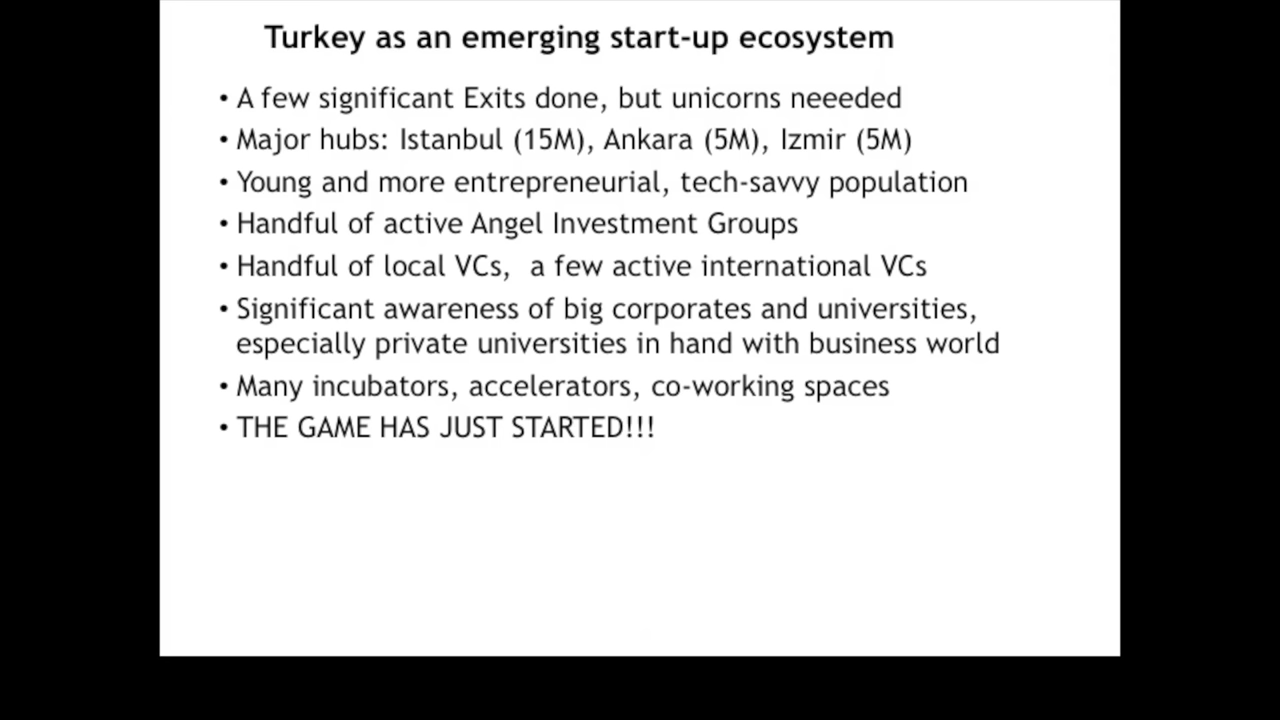 Turkey as an emerging start-up ecosystem
• A few significant Exits done, but unicorns neeeded
• Major hubs: Istanbul (15M), Ankara (5M), Izmir (5M)
• Young and more entrepreneurial, tech-savvy population
• Handful of active Angel Investment Groups
• Handful of local VCs,  a few active international VCs
• Significant awareness of big corporates and universities,
especially private universities in hand with business world
• Many incubators, accelerators, co-working spaces
• THE GAME HAS JUST STARTED!!!